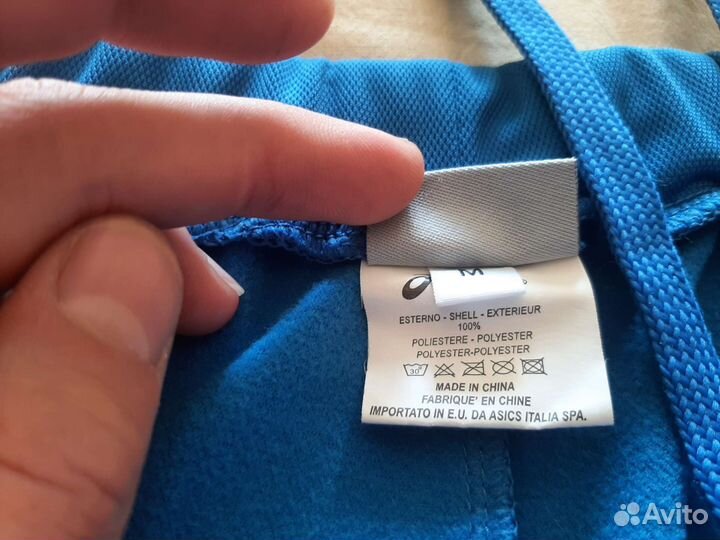 M
ESTERNO - SHELL - EXTERIEUR
100%
POLIESTERE - POLYESTER
POLYESTER-POLYESTER
30°
MADE IN CHINA
FABRIQUE' EN CHINE
IMPORTATO IN E.U. DA ASICS ITALIA SPA.
Avito